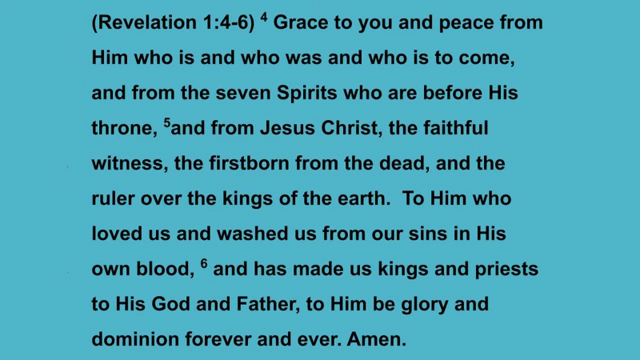 (Revelation 1:4-6) 4 Grace to you and peace from
Him who is and who was and who is to come,
and from the seven Spirits who are before His
throne, 5and from Jesus Christ, the faithful
witness, the firstborn from the dead, and the
ruler over the kings of the earth.  To Him who
loved us and washed us from our sins in His
own blood, 6 and has made us kings and priests
to His God and Father, to Him be glory and
dominion forever and ever. Amen.